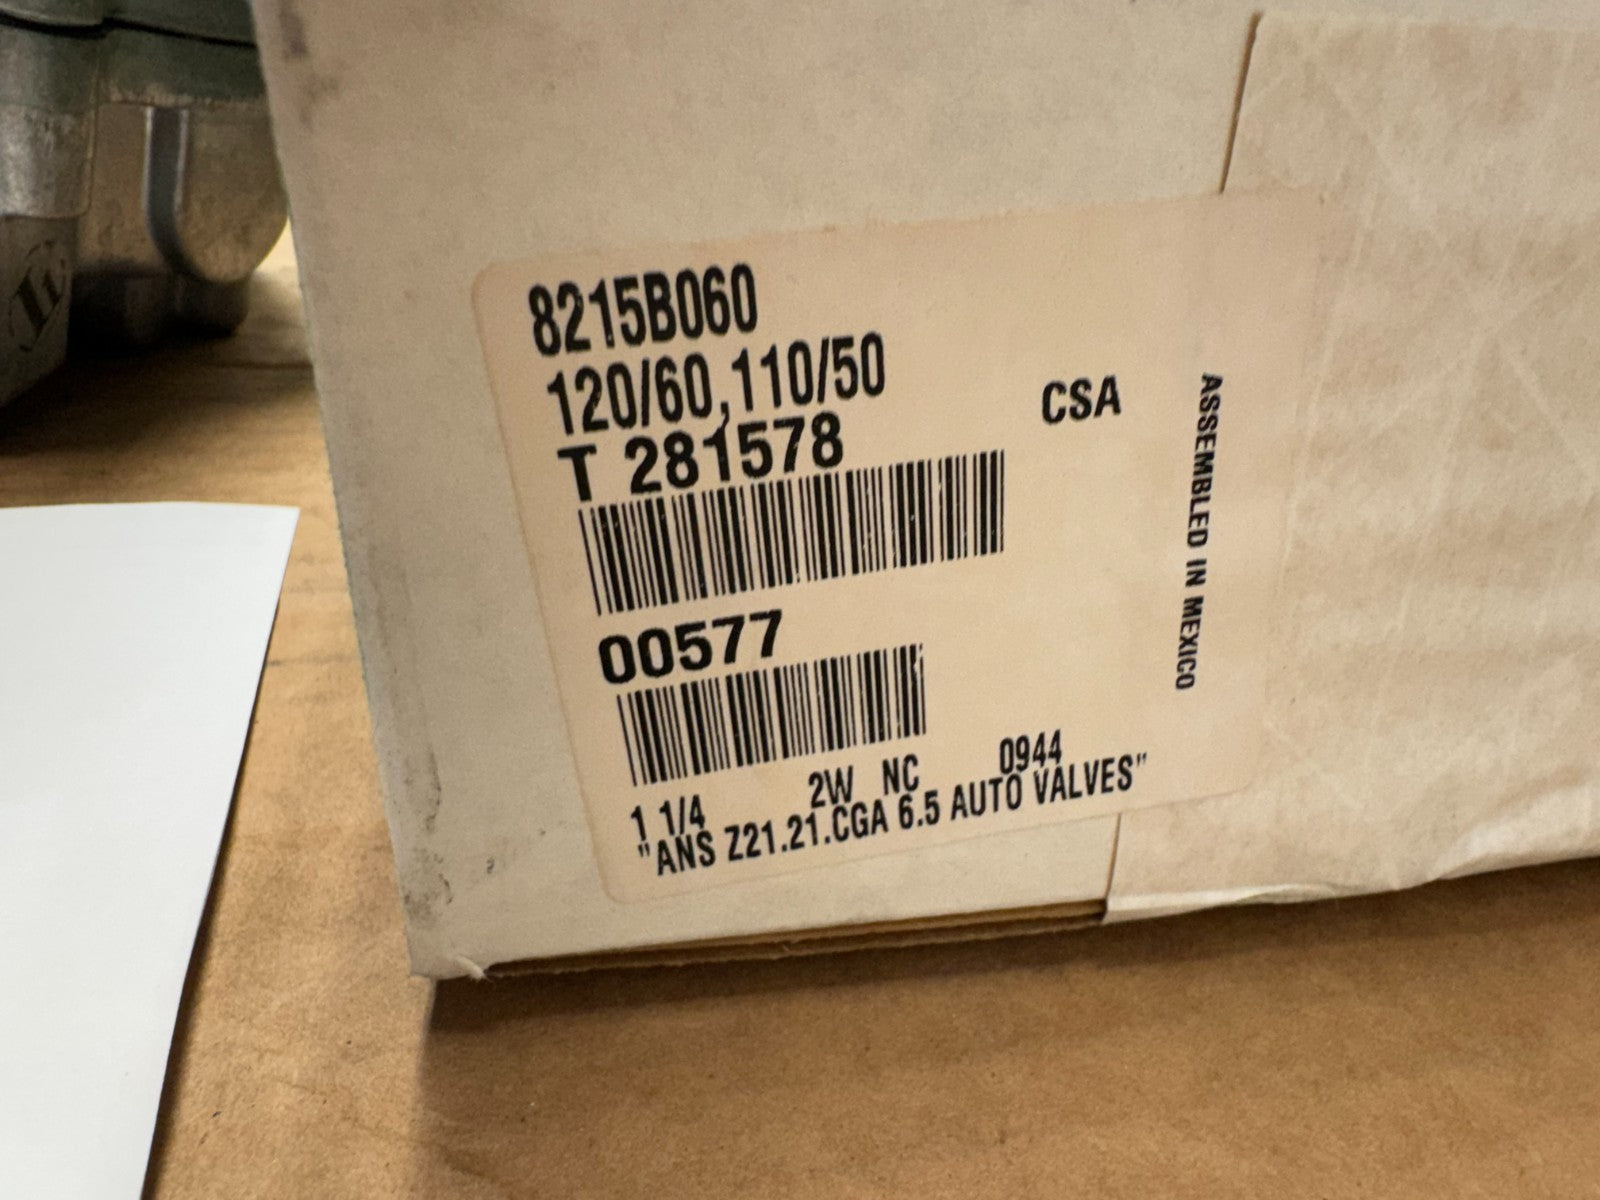 8215B060
120/60,110/50
CSA
T 281578
00577
1 1/4 2W NC 0944
"ANS Z21.21.CGA 6.5 AUTO VALVES"
ASSEMBLED IN MEXICO